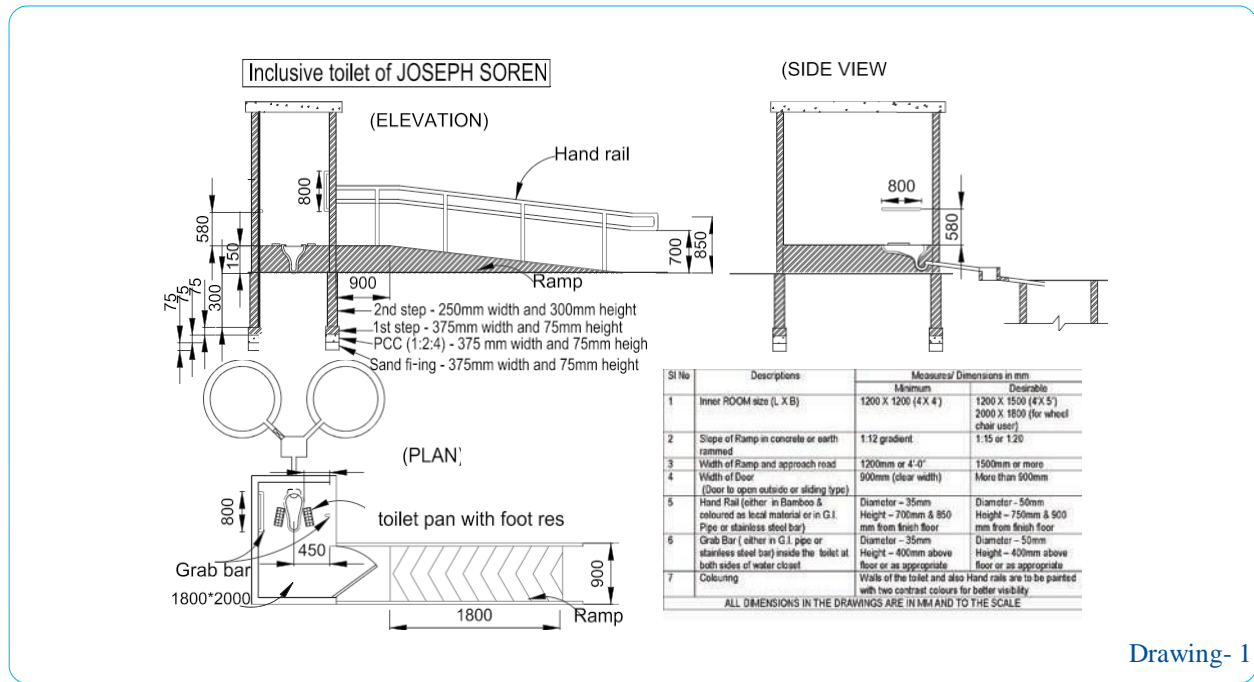 Inclusive toilet of JOSEPH SOREN
(SIDE VIEW
(ELEVATION)
Hand rail
800
580
150
300
75
75
75
900
700
850
Ramp
2nd step - 250mm width and 300mm height
1st step - 375mm width and 75mm height
PCC (1:2:4) - 375 mm width and 75mm heigh
Sand fi-ing - 375mm width and 75mm height
800
580
(PLAN)
800
toilet pan with foot res
450
Grab bar
1800*2000
900
1800
Ramp
Sl No Descriptions Measures/ Dimensions in mm
Minimum Desirable
1 Inner ROOM size (L X B) 1200 X 1200 (4'X 4') 1200 X 1500 (4'X 5')
2000 X 1800 (for wheel
chair user)
2 Slope of Ramp in concrete or earth 1:12 gradient 1:15 or 1:20
rammed
3 Width of Ramp and approach road 1200mm or 4'-0" 1500mm or more
4 Width of Door 900mm (clear width) More than 900mm
(Door to open outside or sliding type)
5 Hand Rail (either in Bamboo & Diameter – 35mm Diameter – 50mm
coloured as local material or in G.I. Height – 700mm & 850 Height – 750mm & 900
Pipe or stainless steel bar) mm from finish floor mm from finish floor
6 Grab Bar ( either in G.I. pipe or Diameter – 35mm Diameter – 50mm
stainless steel bar) inside the toilet at Height – 400mm above Height – 400mm above
both sides of water closet floor or as appropriate floor or as appropriate
7 Colouring Walls of the toilet and also Hand rails are to be painted
with two contrast colours for better visibility
ALL DIMENSIONS IN THE DRAWINGS ARE IN MM AND TO THE SCALE
Drawing- 1